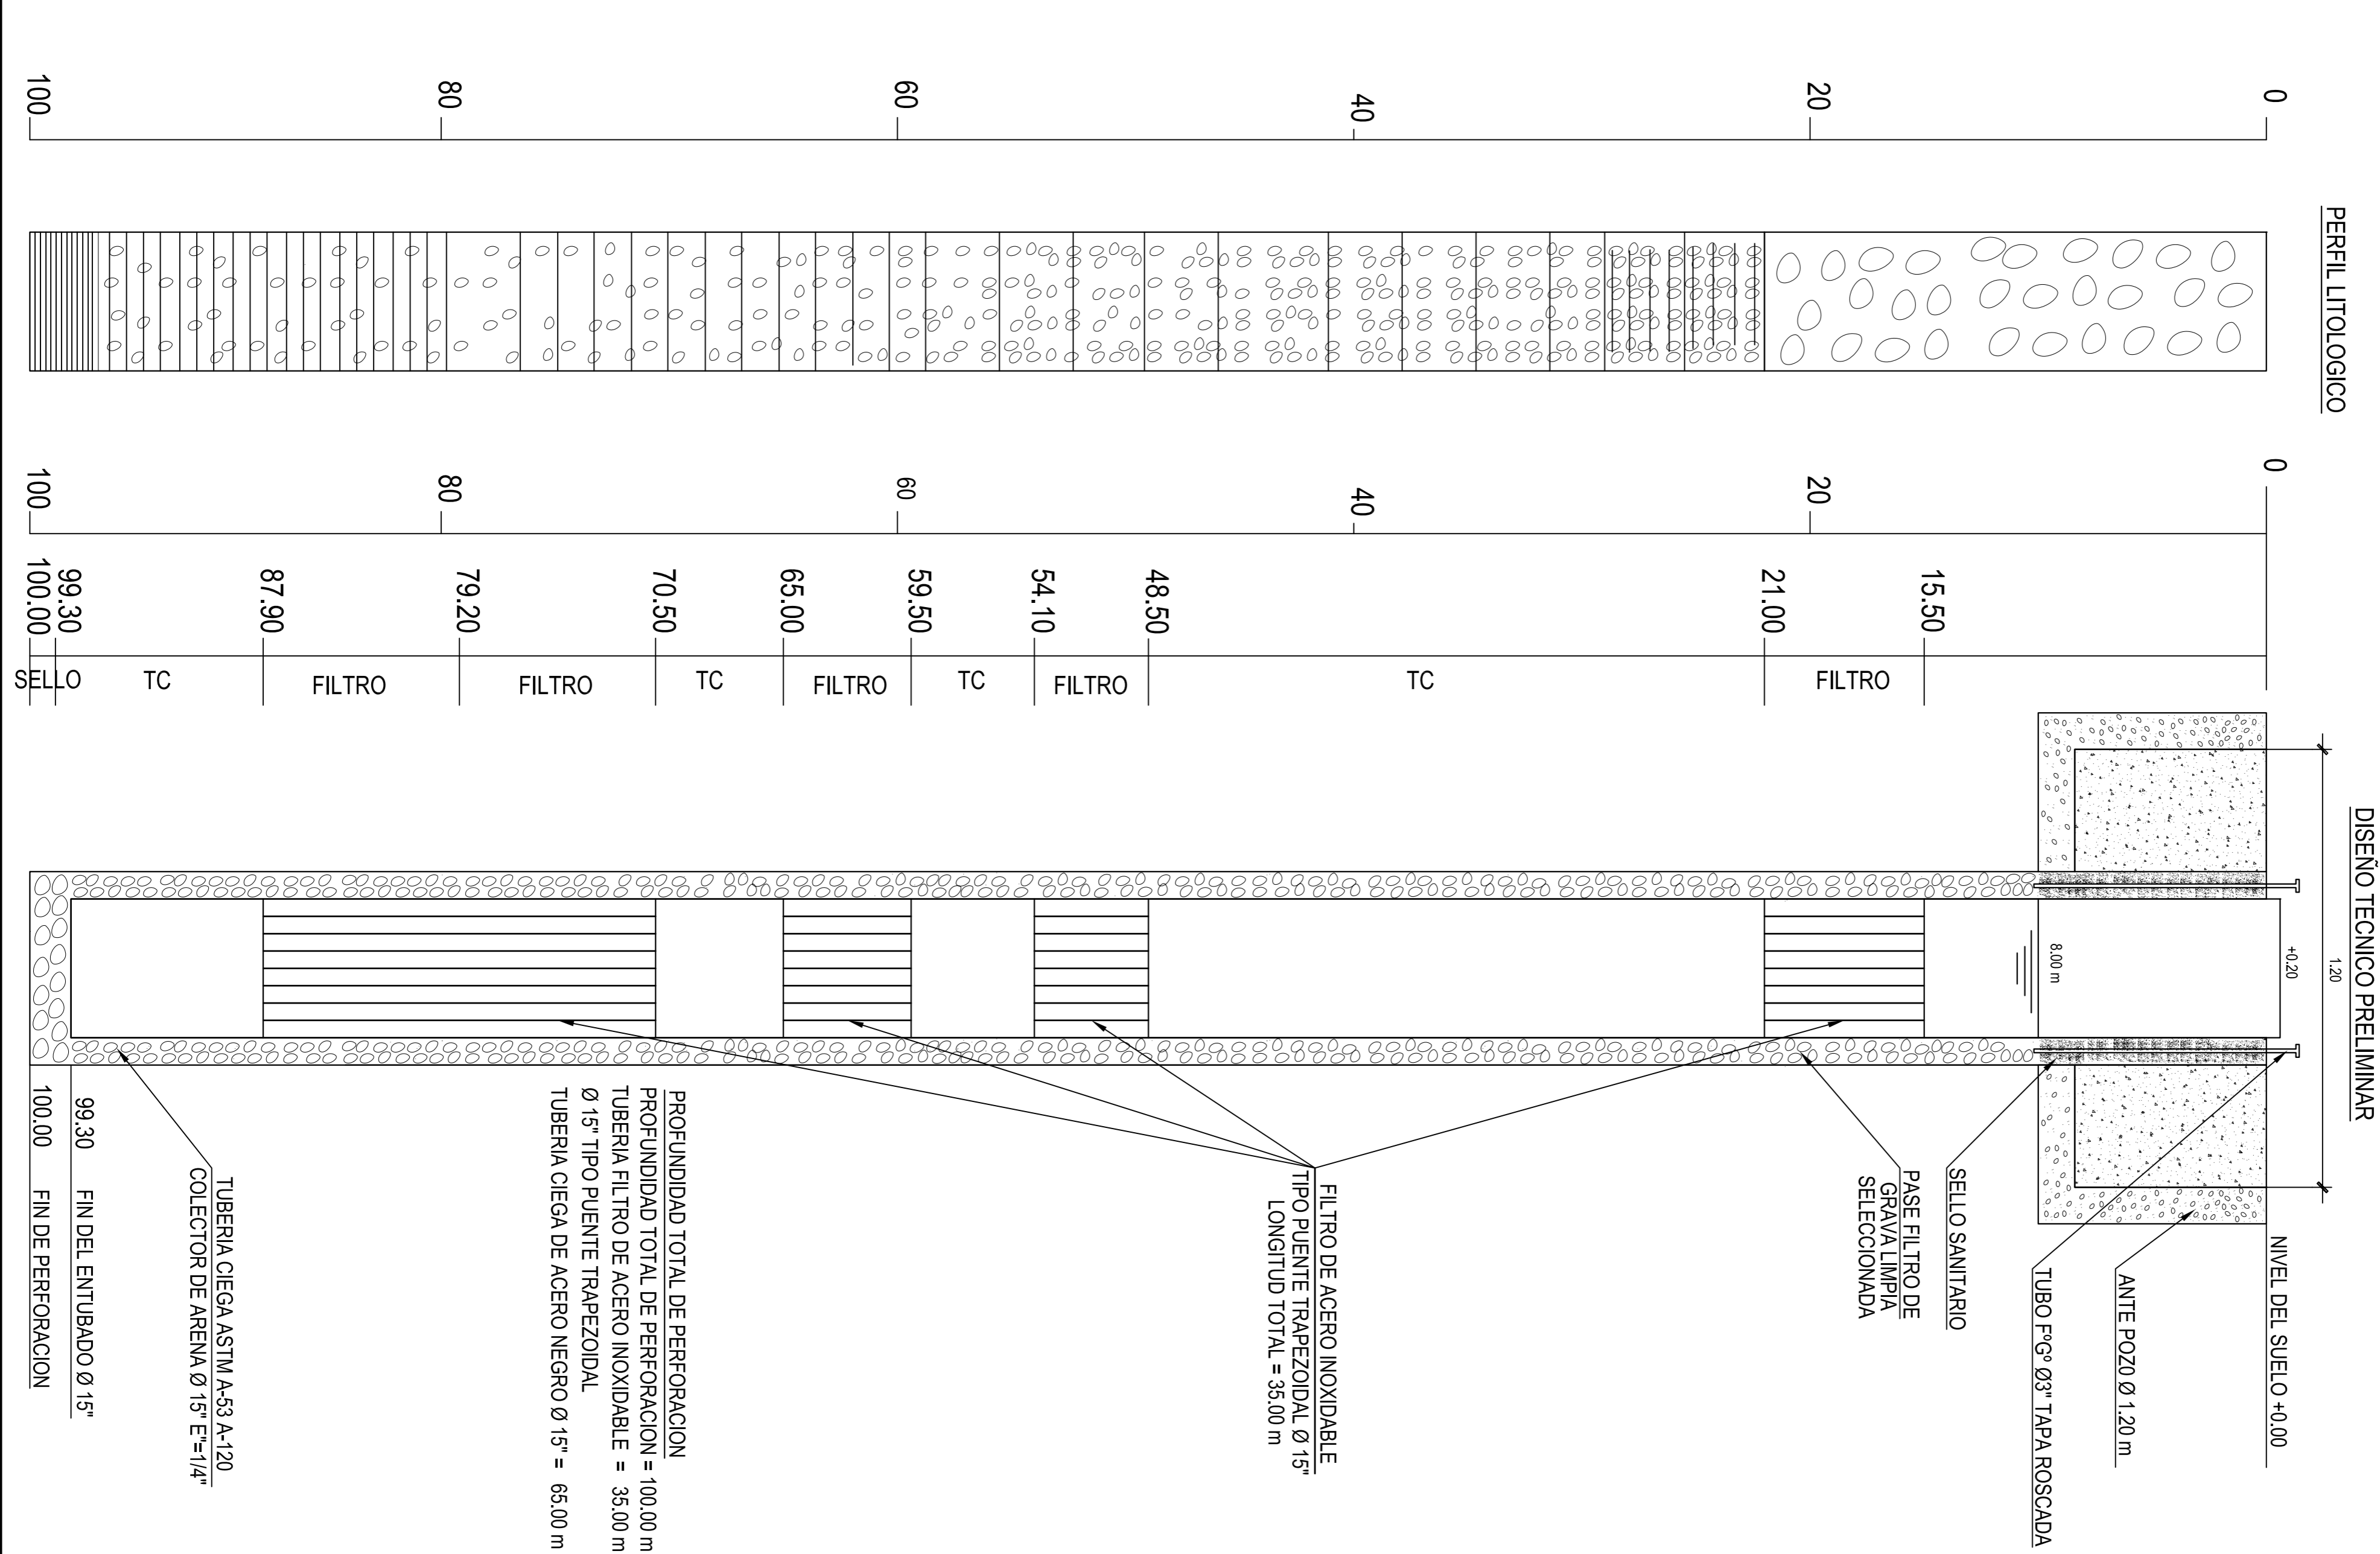 PERFIL LITOLOGICO
0
20
40
60
80
100
DISEÑO TECNICO PRELIMINAR
0
20
40
60
80
100
15.50
21.00
48.50
54.10
59.50
65.00
70.50
79.20
87.90
99.30
100.00
FILTRO
TC
FILTRO
TC
FILTRO
TC
FILTRO
FILTRO
TC
SELLO
1.20
+0.20
8.00 m
NIVEL DEL SUELO +0.00
ANTE POZO Ø 1.20 m
TUBO FºGº Ø3" TAPA ROSCADA
SELLO SANITARIO
PASE FILTRO DE
GRAVA LIMPIA
SELECCIONADA
FILTRO DE ACERO INOXIDABLE
TIPO PUENTE TRAPEZOIDAL Ø 15"
LONGITUD TOTAL = 35.00 m
PROFUNDIDAD TOTAL DE PERFORACION
PROFUNDIDAD TOTAL DE PERFORACION = 100.00 m
TUBERIA FILTRO DE ACERO INOXIDABLE = 35.00 m
Ø 15" TIPO PUENTE TRAPEZOIDAL
TUBERIA CIEGA DE ACERO NEGRO Ø 15" = 65.00 m
TUBERIA CIEGA ASTM A-53 A-120
COLECTOR DE ARENA Ø 15" E"=1/4"
99.30 FIN DEL ENTUBADO Ø 15"
100.00 FIN DE PERFORACION